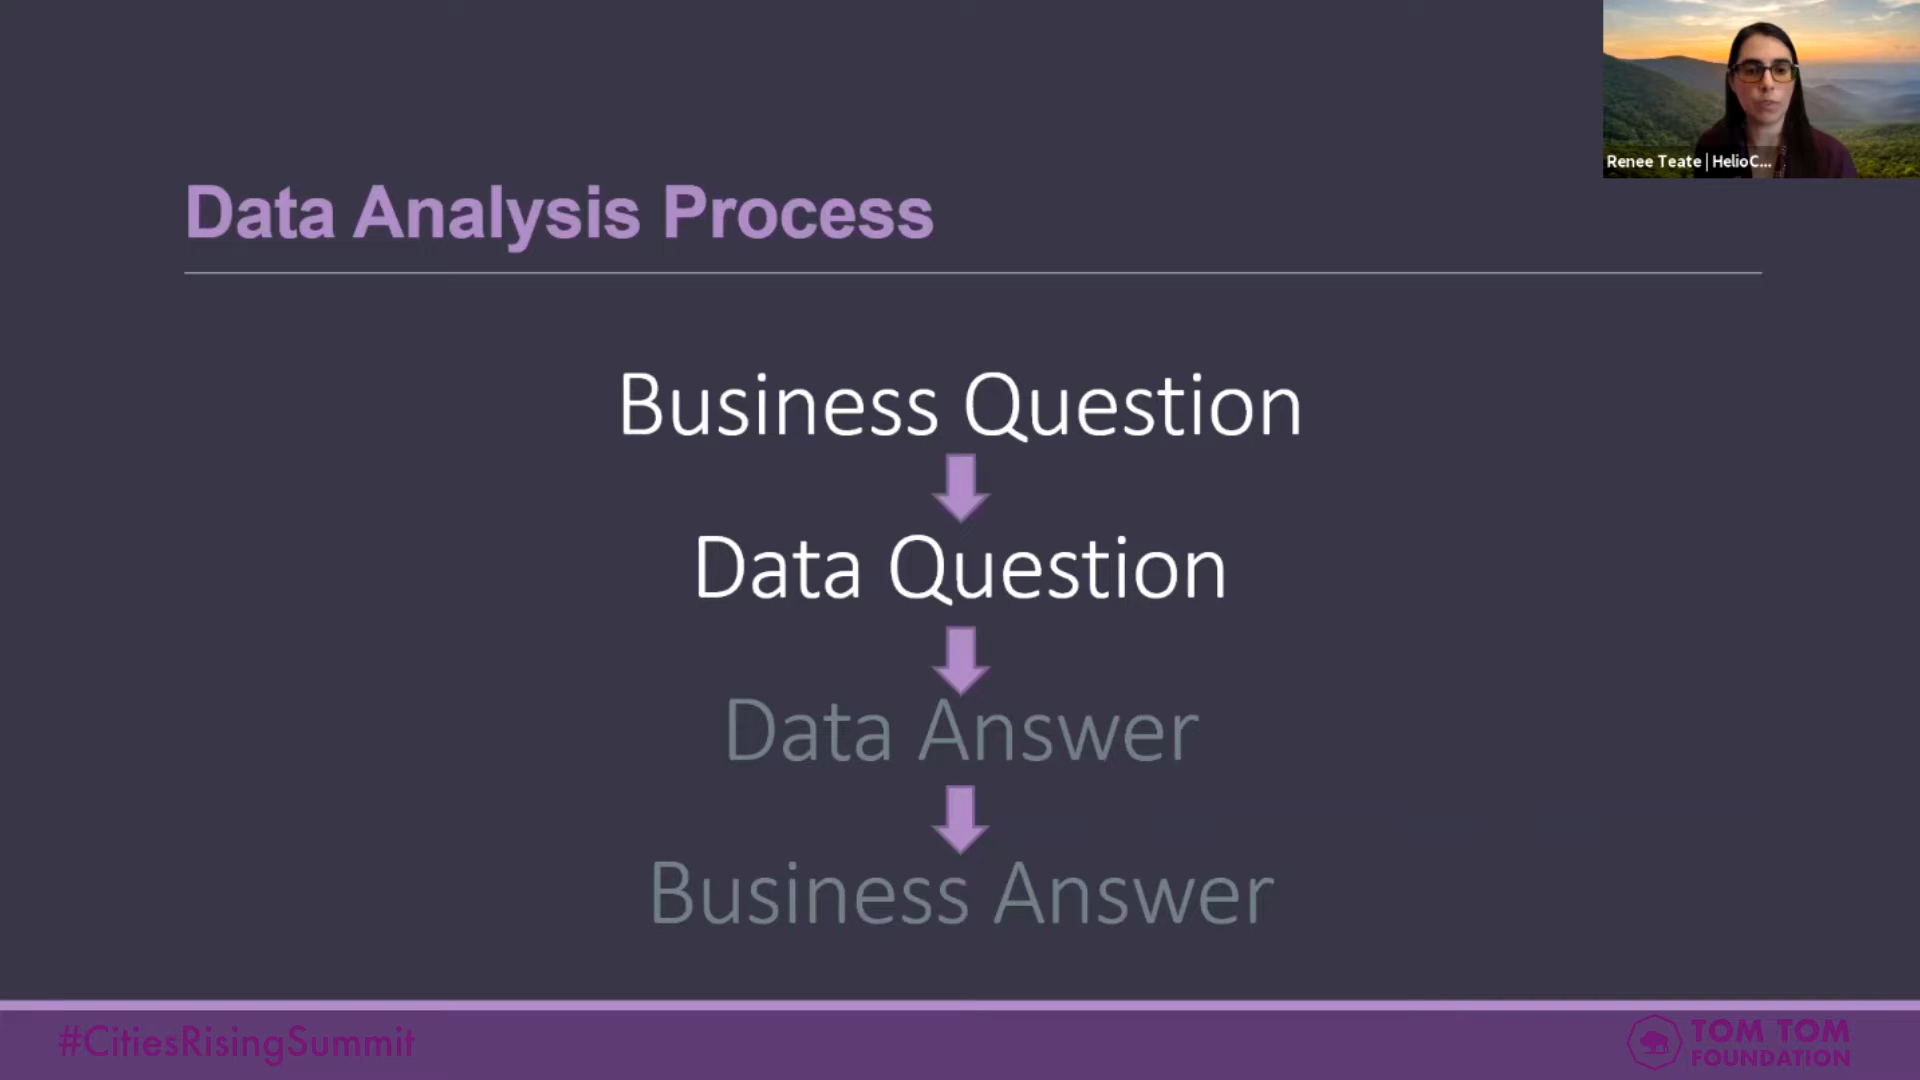 Renee Teate | HelioC...
Data Analysis Process
Business Question
Data Question
Data Answer
Business Answer
#CitiesRisingSummit
TOM TOM
FOUNDATION